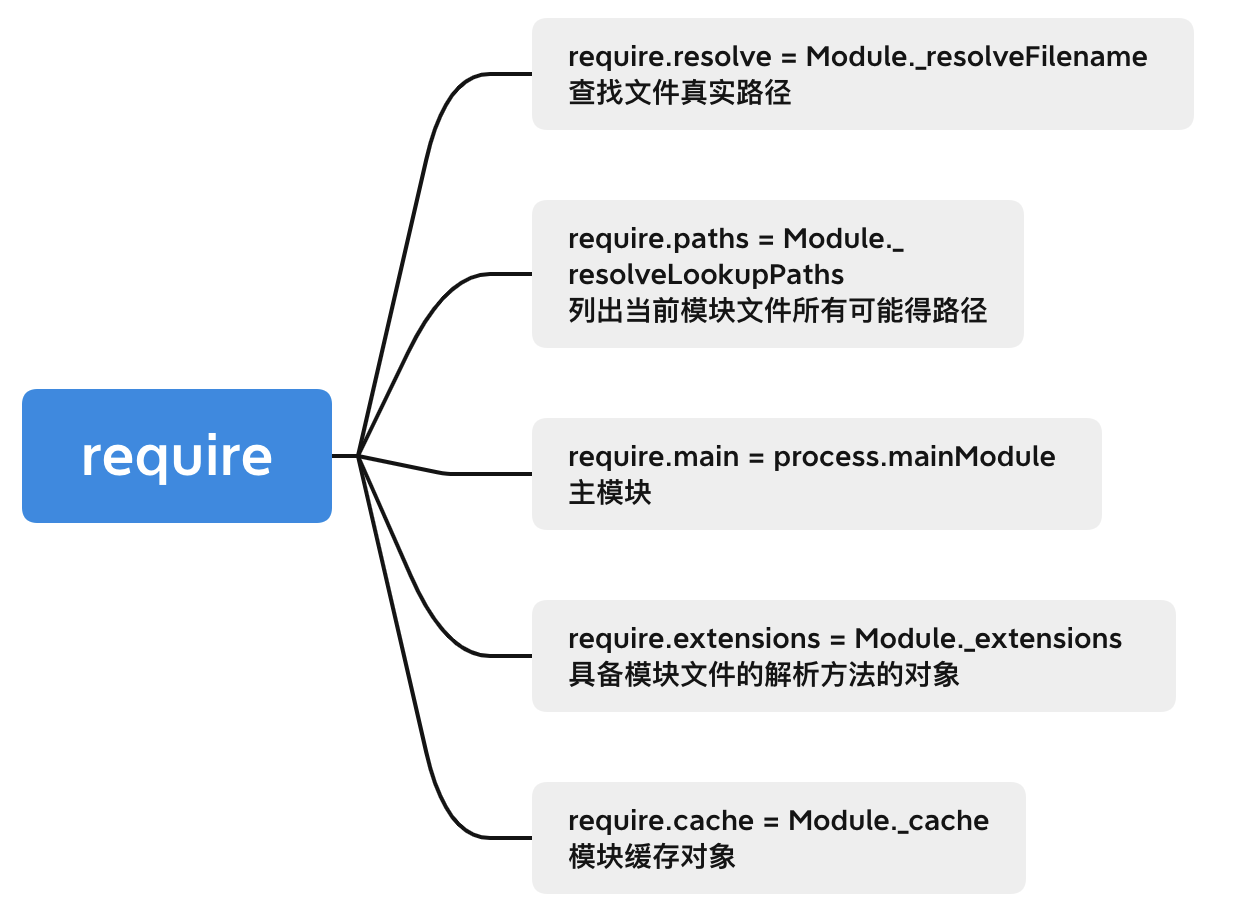 require
require.resolve = Module._resolveFilename
查找文件真实路径
require.paths = Module._
resolveLookupPaths
列出当前模块文件所有可能得路径
require.main = process.mainModule
主模块
require.extensions = Module._extensions
具备模块文件的解析方法的对象
require.cache = Module._cache
模块缓存对象